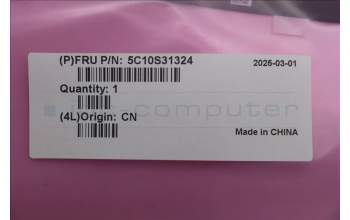 (P)FRU P/N: 5C10S31324 2025-03-01
Quantity: 1
(4L)Origin: CN
Made in CHINA